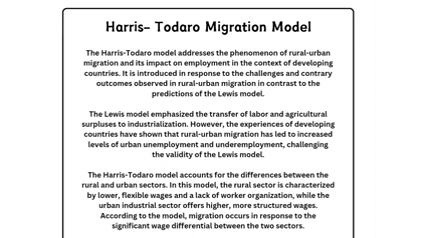 Harris– Todaro Migration Model
The Harris-Todaro model addresses the phenomenon of rural-urban
migration and its impact on employment in the context of developing
countries. It is introduced in response to the challenges and contrary
outcomes observed in rural-urban migration in contrast to the
predictions of the Lewis model.
The Lewis model emphasized the transfer of labor and agricultural
surpluses to industrialization. However, the experiences of developing
countries have shown that rural-urban migration has led to increased
levels of urban unemployment and underemployment, challenging
the validity of the Lewis model.
The Harris-Todaro model accounts for the differences between the
rural and urban sectors. In this model, the rural sector is characterized
by lower, flexible wages and a lack of worker organization, while the
urban industrial sector offers higher, more structured wages.
According to the model, migration occurs in response to the
significant wage differential between the two sectors.